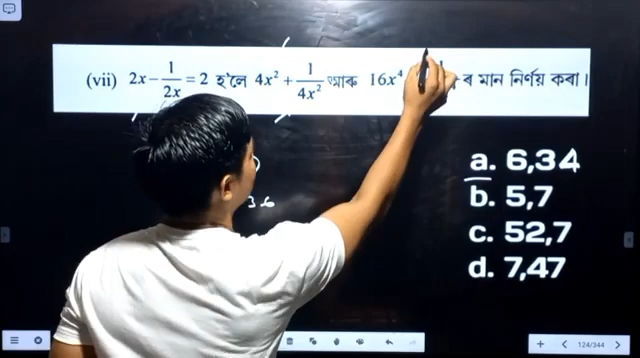 (vii) 2x − 1/2x = 2 হ'লে 4x² + 1/4x² আৰু 16x⁴ ৰ মান নিৰ্ণয় কৰা।
36
a. 6,34
b. 5,7
c. 52,7
d. 7,47
124/344